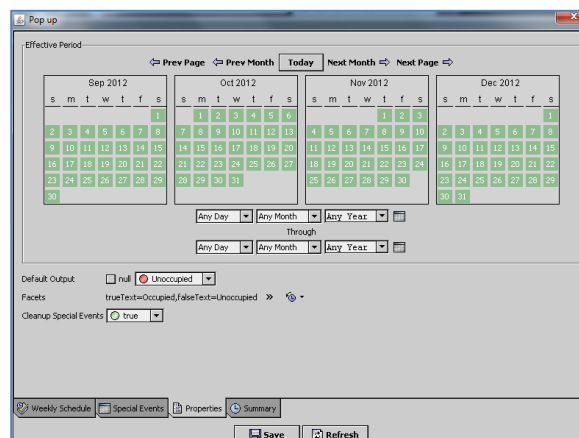 Pop up
Effective Period
Prev Page Prev Month Today Next Month Next Page
Sep 2012 Oct 2012 Nov 2012 Dec 2012
s m t w t f s s m t w t f s s m t w t f s s m t w t f s
1 1 2 3 4 5 6 1 2 3 1
2 3 4 5 6 7 8 7 8 9 10 11 12 13 4 5 6 7 8 9 10 2 3 4 5 6 7 8
9 10 11 12 13 14 15 14 15 16 17 18 19 20 11 12 13 14 15 16 17 9 10 11 12 13 14 15
16 17 18 19 20 21 22 21 22 23 24 25 26 27 18 19 20 21 22 23 24 16 17 18 19 20 21 22
23 24 25 26 27 28 29 28 29 30 31 25 26 27 28 29 30 23 24 25 26 27 28 29
30 30 31
Any Day Any Month Any Year
Through
Any Day Any Month Any Year
Default Output null Unoccupied
Facets trueText=Occupied,falseText=Unoccupied »
Cleanup Special Events true
Weekly Schedule Special Events Properties Summary
Save Refresh